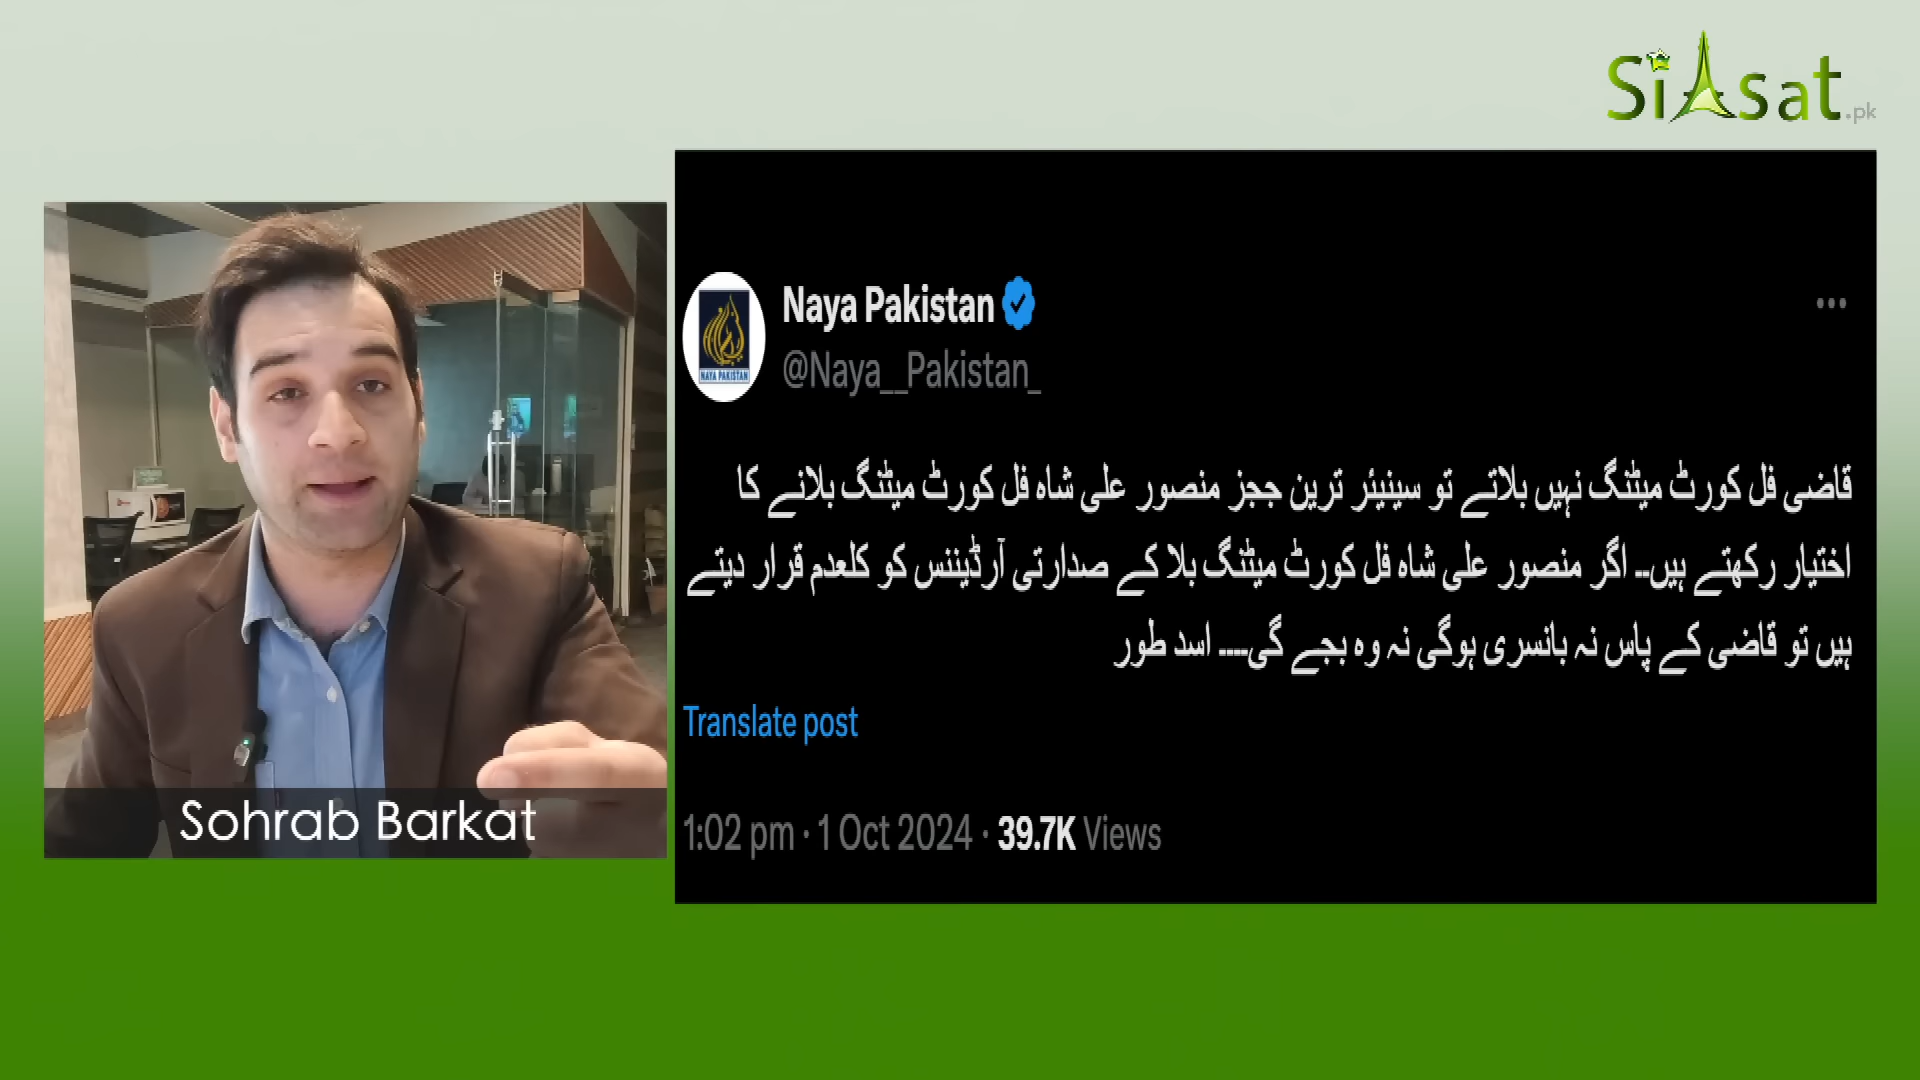 SiAsat.pk
Naya Pakistan
@Naya__Pakistan_
NAYA PAKISTAN
قاضی فل کورٹ میٹنگ نہیں بلاتے تو سینیئر ترین ججز منصور علی شاہ فل کورٹ میٹنگ بلانے کا
اختیار رکھتے ہیں۔۔ اگر منصور علی شاہ فل کورٹ میٹنگ بلا کے صدارتی آرڈیننس کو کلعدم قرار دیتے
ہیں تو قاضی کے پاس نہ بانسری ہوگی نہ وہ بجے گی۔۔۔ اسد طور
Translate post
1:02 pm · 1 Oct 2024 · 39.7K Views
Sohrab Barkat